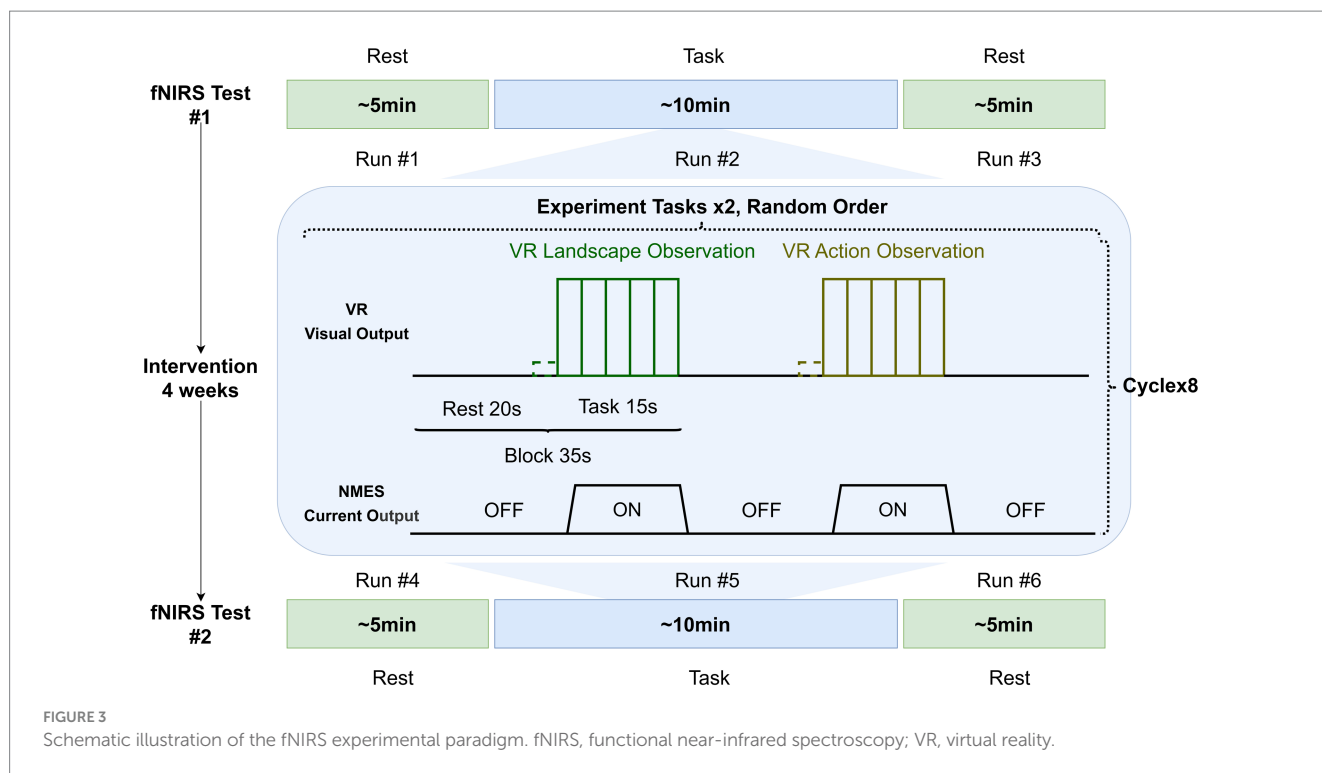 Rest Task Rest
fNIRS Test
#1
~5min ~10min ~5min
Run #1 Run #2 Run #3
Experiment Tasks x2, Random Order
VR Landscape Observation VR Action Observation
VR
Visual Output
Intervention
4 weeks
Cyclex8
Rest 20s Task 15s
Block 35s
NMES
Current Output
OFF ON OFF ON OFF
Run #4 Run #5 Run #6
fNIRS Test
#2
~5min ~10min ~5min
Rest Task Rest
FIGURE 3
Schematic illustration of the fNIRS experimental paradigm. fNIRS, functional near-infrared spectroscopy; VR, virtual reality.